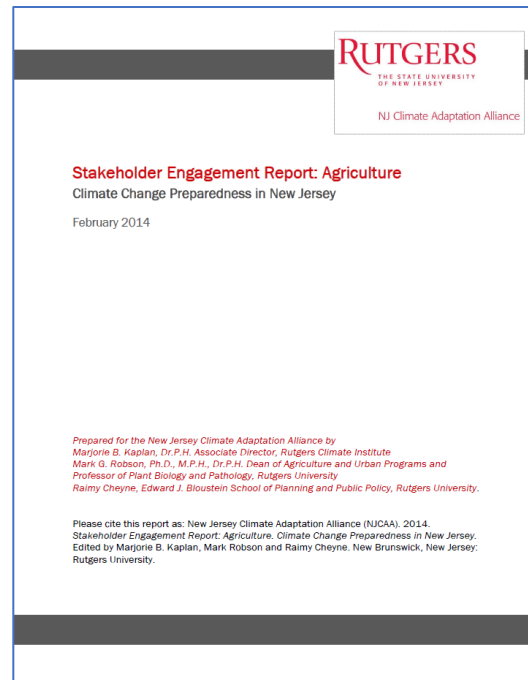 RUTGERS
THE STATE UNIVERSITY
OF NEW JERSEY
NJ Climate Adaptation Alliance
Stakeholder Engagement Report: Agriculture
Climate Change Preparedness in New Jersey
February 2014
Prepared for the New Jersey Climate Adaptation Alliance by
Marjorie B. Kaplan, Dr.P.H. Associate Director, Rutgers Climate Institute
Mark G. Robson, Ph.D., M.P.H., Dr.P.H. Dean of Agriculture and Urban Programs and
Professor of Plant Biology and Pathology, Rutgers University
Raimy Cheyne, Edward J. Bloustein School of Planning and Public Policy, Rutgers University.
Please cite this report as: New Jersey Climate Adaptation Alliance (NJCAA). 2014.
Stakeholder Engagement Report: Agriculture. Climate Change Preparedness in New Jersey.
Edited by Marjorie B. Kaplan, Mark Robson and Raimy Cheyne. New Brunswick, New Jersey:
Rutgers University.